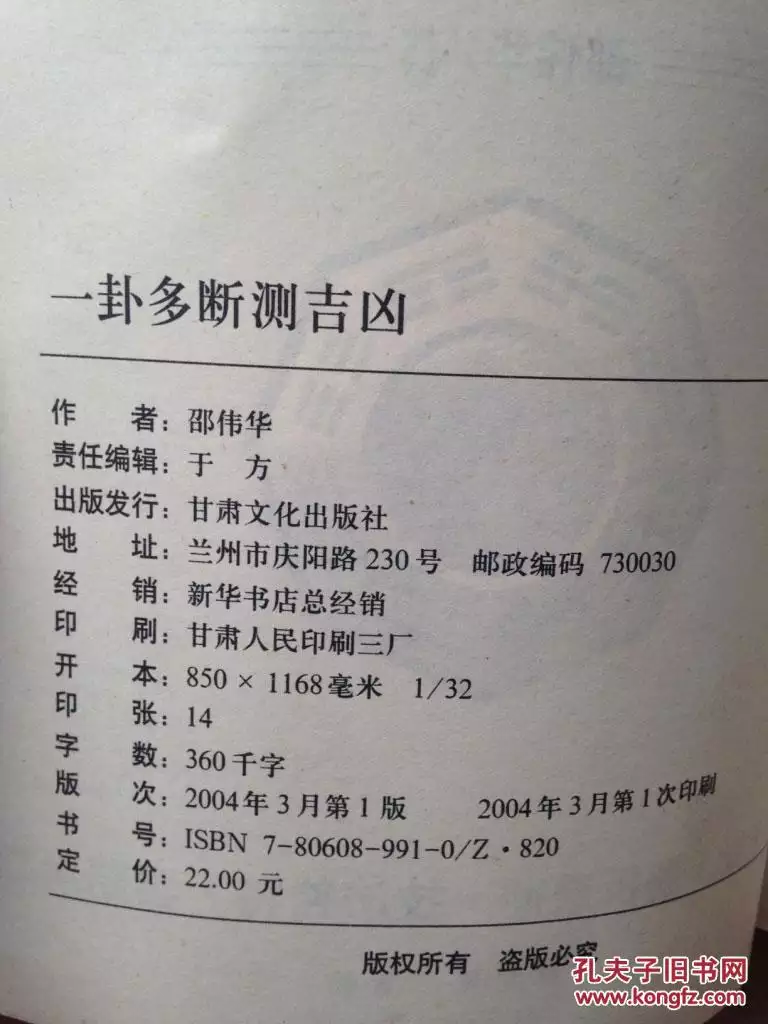 一卦多断测吉凶
作 者：邵伟华
责任编辑：于 方
出版发行：甘肃文化出版社
地 址：兰州市庆阳路230号 邮政编码 730030
经 销：新华书店总经销
印 刷：甘肃人民印刷三厂
开 本：850 × 1168毫米 1/32
印 张：14
字 数：360千字
版 次：2004年3月第1版 2004年3月第1次印刷
书 号：ISBN 7-80608-991-0/Z·820
定 价：22.00 元
版权所有 盗版必究
孔夫子旧书网
www.kongfz.com